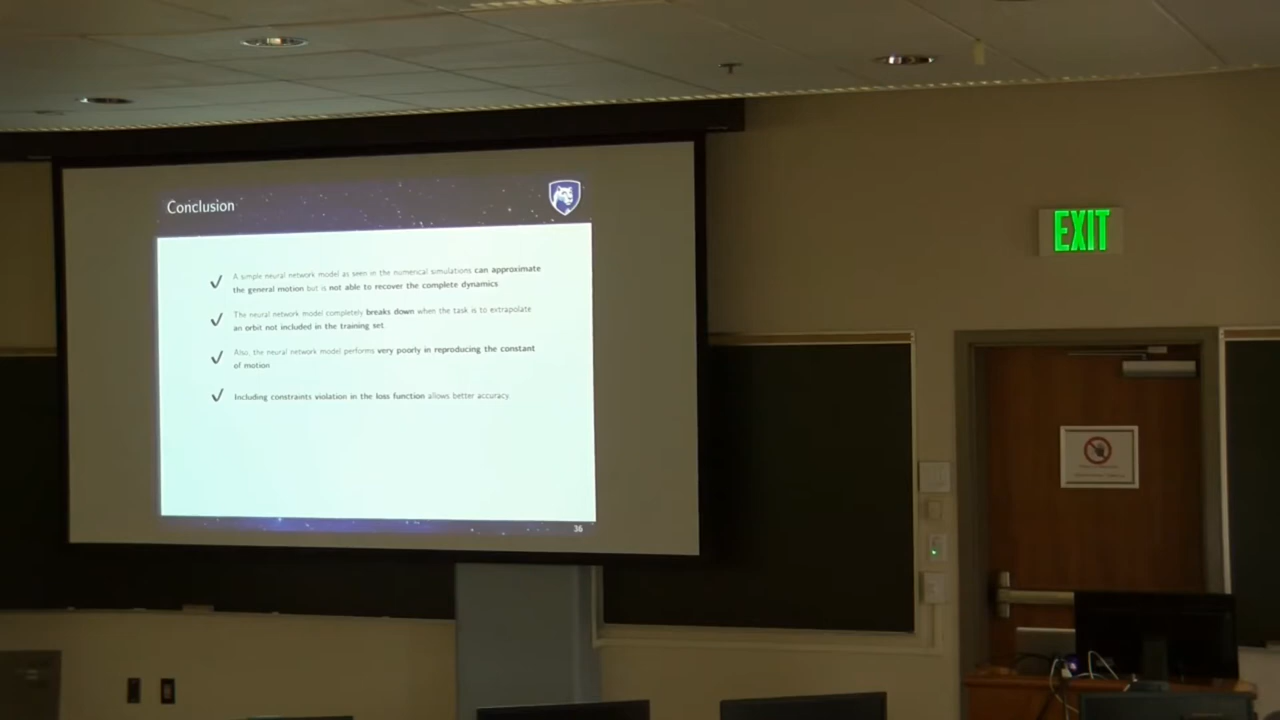 Conclusion
A simple neural network model as seen in the numerical simulations can approximate
the general motion but is not able to recover the complete dynamics
The neural network model completely breaks down when the task is to extrapolate
an orbit not included in the training set.
Also, the neural network model performs very poorly in reproducing the constant
of motion
Including constraints violation in the loss function allows better accuracy.
36
EXIT